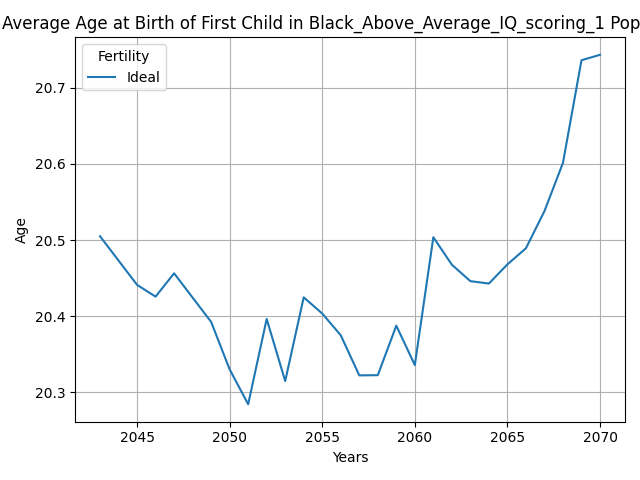 Average Age at Birth of First Child in Black_Above_Average_IQ_scoring_1 Pop
Fertility
Ideal
20.7
20.6
20.5
20.4
20.3
Age
2045 2050 2055 2060 2065 2070
Years